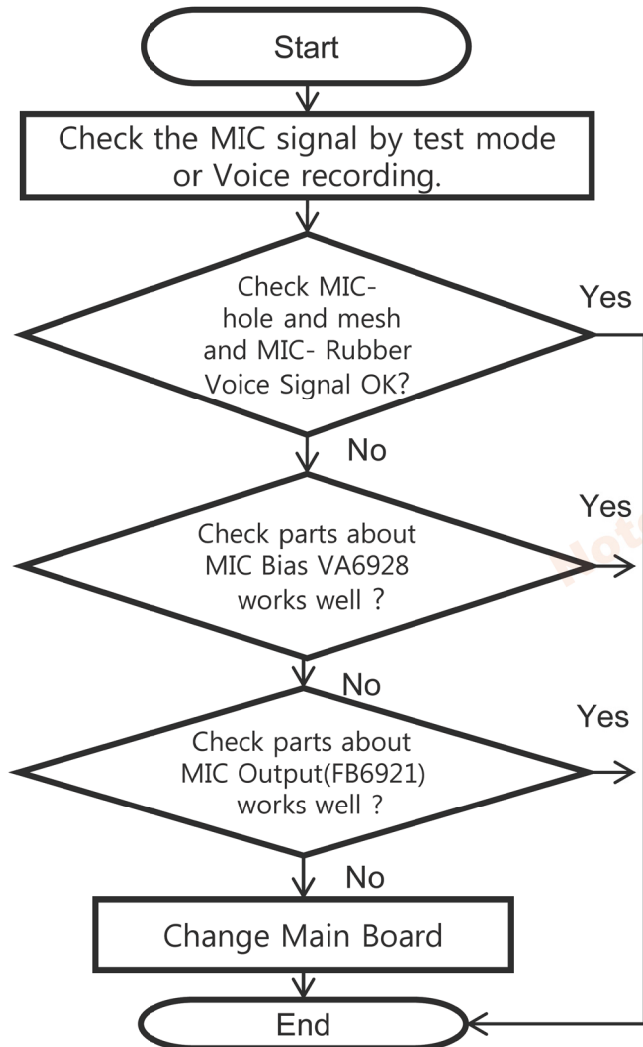 Start
Check the MIC signal by test mode
or Voice recording.
Check MIC-
hole and mesh
and MIC- Rubber
Voice Signal OK?
Yes
No
Check parts about
MIC Bias VA6928
works well ?
Yes
No
Check parts about
MIC Output(FB6921)
works well ?
Yes
No
Change Main Board
End